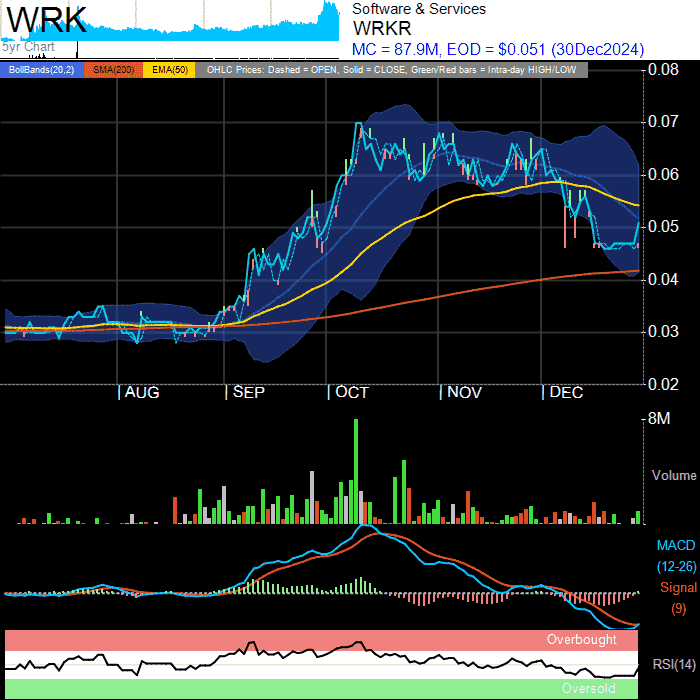 WRK
5yr Chart
Software & Services
WRKR
MC = 87.9M, EOD = $0.051 (30Dec2024)
BollBands(20,2) SMA(200) EMA(50) OHLC Prices: Dashed = OPEN, Solid = CLOSE, Green/Red bars = Intra-day HIGH/LOW
0.08
0.07
0.06
0.05
0.04
0.03
0.02
AUG SEP OCT NOV DEC
8M
Volume
MACD
(12-26)
Signal
(9)
Overbought
RSI(14)
Oversold